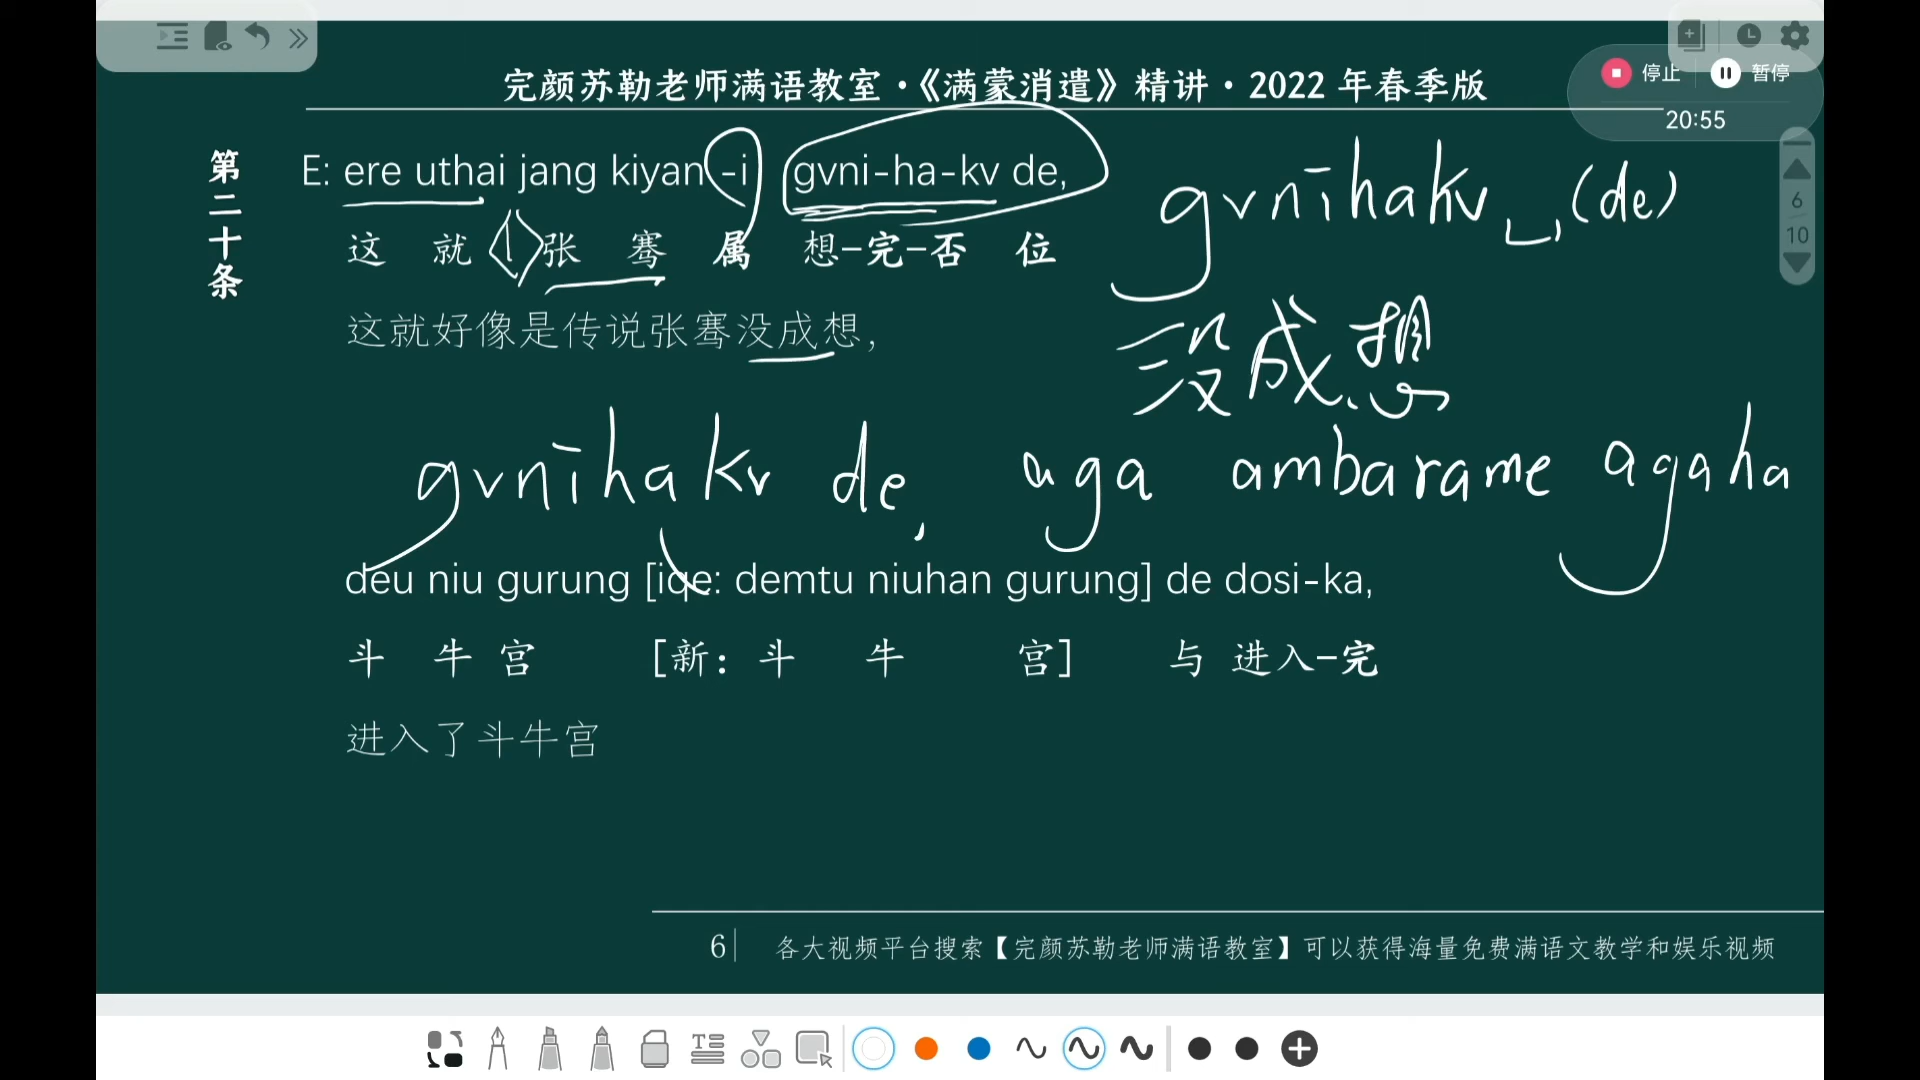 停止 暂停
20:55
完颜苏勒老师满语教室·《满蒙消遣》精讲·2022 年春季版
第二十条
E: ere uthai jang kiyan -i gvni-ha-kv de,
gvnihakv (de)
这 就 张 骞 属 想-完-否 位
这就好像是传说张骞没成想,
没成想
gvnihakv de, aga ambarame agaha
deu niu gurung [iqe: demtu niuhan gurung] de dosi-ka,
斗 牛 宫 [新: 斗 牛 宫] 与 进入-完
进入了斗牛宫
6
10
6 各大视频平台搜索【完颜苏勒老师满语教室】可以获得海量免费满语文教学和娱乐视频